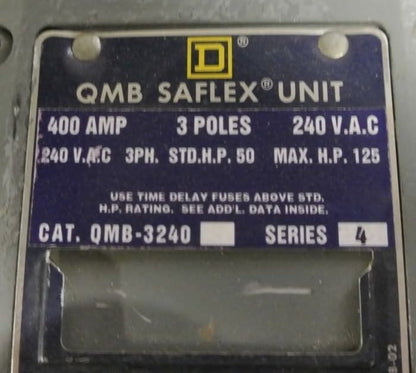 D ®
QMB SAFLEX® UNIT
400 AMP 3 POLES 240 V.A.C
240 V.A.C 3PH. STD.H.P. 50 MAX. H.P. 125
USE TIME DELAY FUSES ABOVE STD.
H.P. RATING. SEE ADD'L. DATA INSIDE.
CAT. QMB-3240 SERIES 4